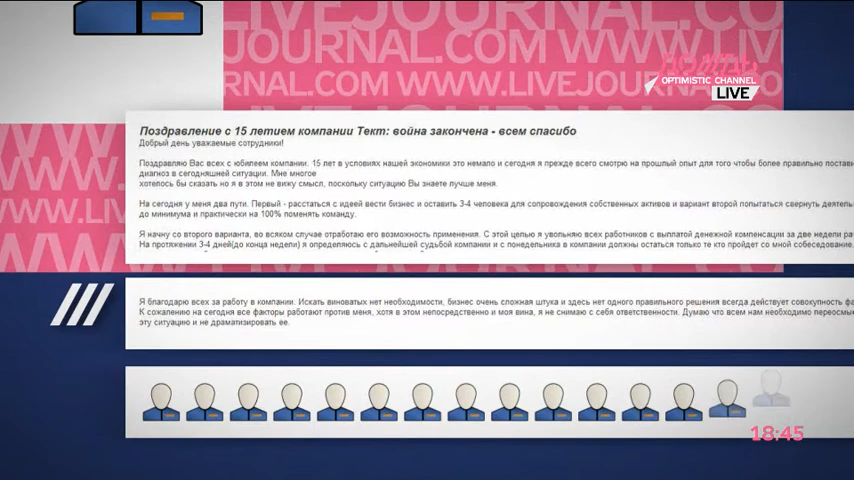 LIVEJOURNAL.COM
JOURNAL.COM WWW.LIVEJ
RNAL.COM WWW.LIVEJOURNA
OPTIMISTIC CHANNEL
LIVE
Поздравление с 15 летием компании Тект: война закончена - всем спасибо
Добрый день уважаемые сотрудники!
Поздравляю Вас всех с юбилеем компании. 15 лет в условиях нашей экономики это немало и сегодня я прежде всего смотрю на прошлый опыт для того чтобы более правильно постави
диагноз в сегодняшней ситуации. Мне многое
хотелось бы сказать но я в этом не вижу смысл, поскольку ситуацию Вы знаете лучше меня.
На сегодня у меня два пути. Первый - расстаться с идеей вести бизнес и оставить 3-4 человека для сопровождения собственных активов и вариант второй попытаться свернуть деятель
до минимума и практически на 100% поменять команду.
Я начну со второго варианта, во всяком случае отработаю его возможность применения. С этой целью я увольняю всех работников с выплатой денежной компенсации за две недели ра
На протяжении 3-4 дней(до конца недели) я определяюсь с дальнейшей судьбой компании и с понедельника в компании должны остаться только те кто пройдет со мной собеседование.
Я благодарю всех за работу в компании. Искать виноватых нет необходимости, бизнес очень сложная штука и здесь нет одного правильного решения всегда действует совокупность фа
К сожалению на сегодня все факторы работают против меня, хотя в этом непосредственно и моя вина, я не снимаю с себя ответственности. Думаю что всем нам необходимо переосмы
эту ситуацию и не драматизировать ее.
18:45